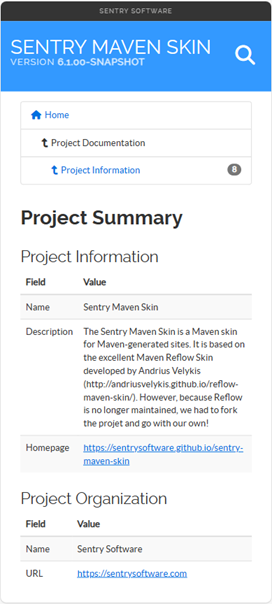 SENTRY SOFTWARE
SENTRY MAVEN SKIN
VERSION 6.1.00-SNAPSHOT
Home
Project Documentation
Project Information 8
Project Summary
Project Information
Field Value
Name Sentry Maven Skin
Description The Sentry Maven Skin is a Maven skin
for Maven-generated sites. It is based on
the excellent Maven Reflow Skin
developed by Andrius Velykis
(http://andriusvelykis.github.io/reflow-
maven-skin/). However, because Reflow
is no longer maintained, we had to fork
the projet and go with our own!
Homepage https://sentrysoftware.github.io/sentry-
maven-skin
Project Organization
Field Value
Name Sentry Software
URL https://sentrysoftware.com